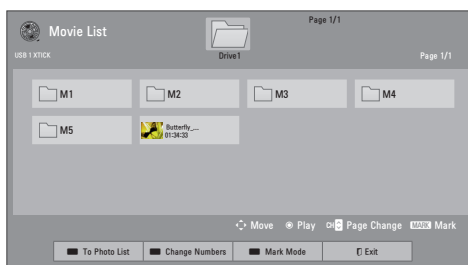 Page 1/1
Movie List
USB 1 XTICK
Drive1
Page 1/1
M1
M2
M3
M4
M5
Butterfly_...
01:34:33
Move
Play
CH
Page Change
MARK
Mark
To Photo List
Change Numbers
Mark Mode
Exit